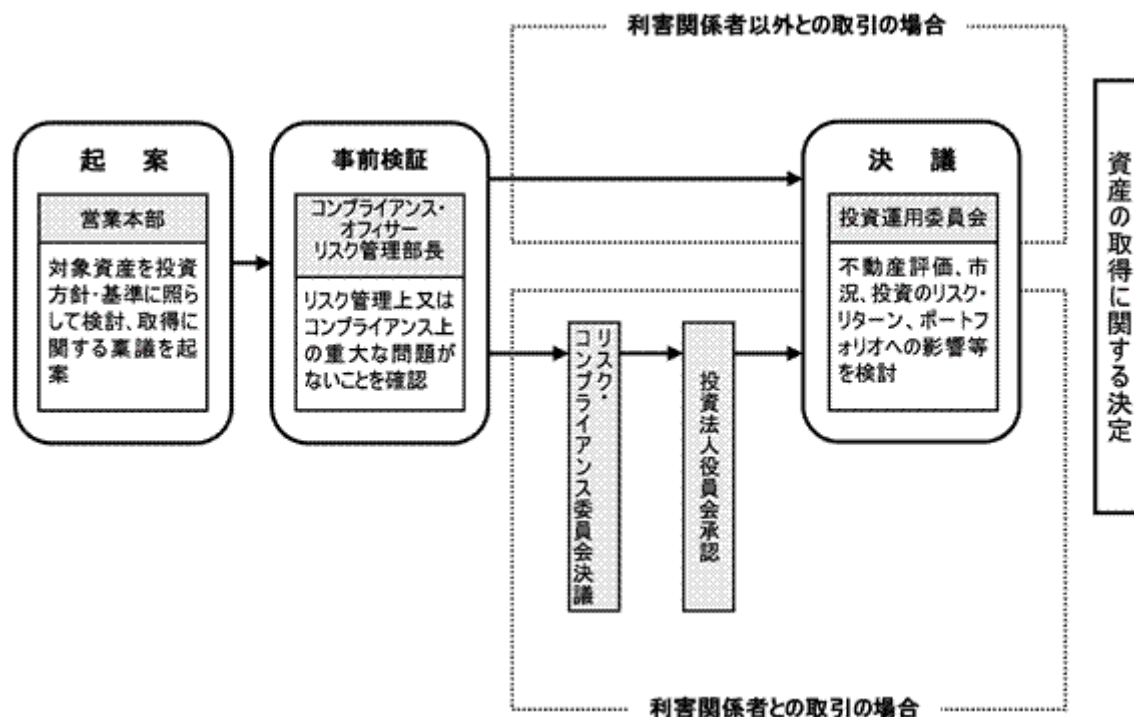 利害関係者以外との取引の場合
起 案
営業本部
対象資産を投資
方針・基準に照ら
して検討、取得に
関する稟議を起
案
事前検証
コンプライアンス・
オフィサー
リスク管理部長
リスク管理上又は
コンプライアンス上
の重大な問題が
ないことを確認
リスク・
コンプライアンス委員会決議
投資法人役員会承認
決 議
投資運用委員会
不動産評価、市
況、投資のリスク・
リターン、ポートフ
ォリオへの影響等
を検討
資産の取得に関する決定
利害関係者との取引の場合